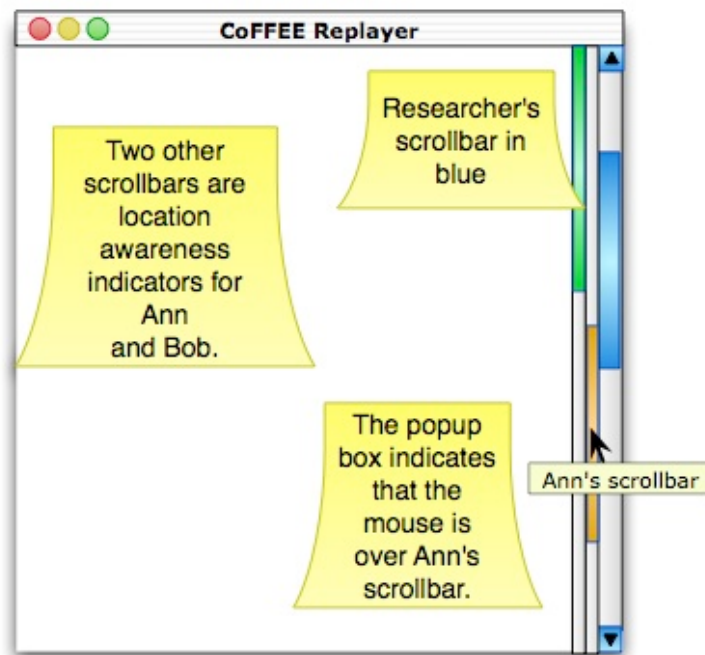 CoFFEE Replayer
Researcher's
scrollbar in
blue
Two other
scrollbars are
location
awareness
indicators for
Ann
and Bob.
The popup
box indicates
that the
mouse is
over Ann's
scrollbar.
Ann's scrollbar